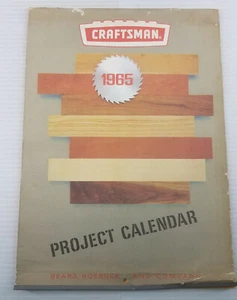 CRAFTSMAN
1965
PROJECT CALENDAR
SEARS, ROEBUCK AND COMPANY